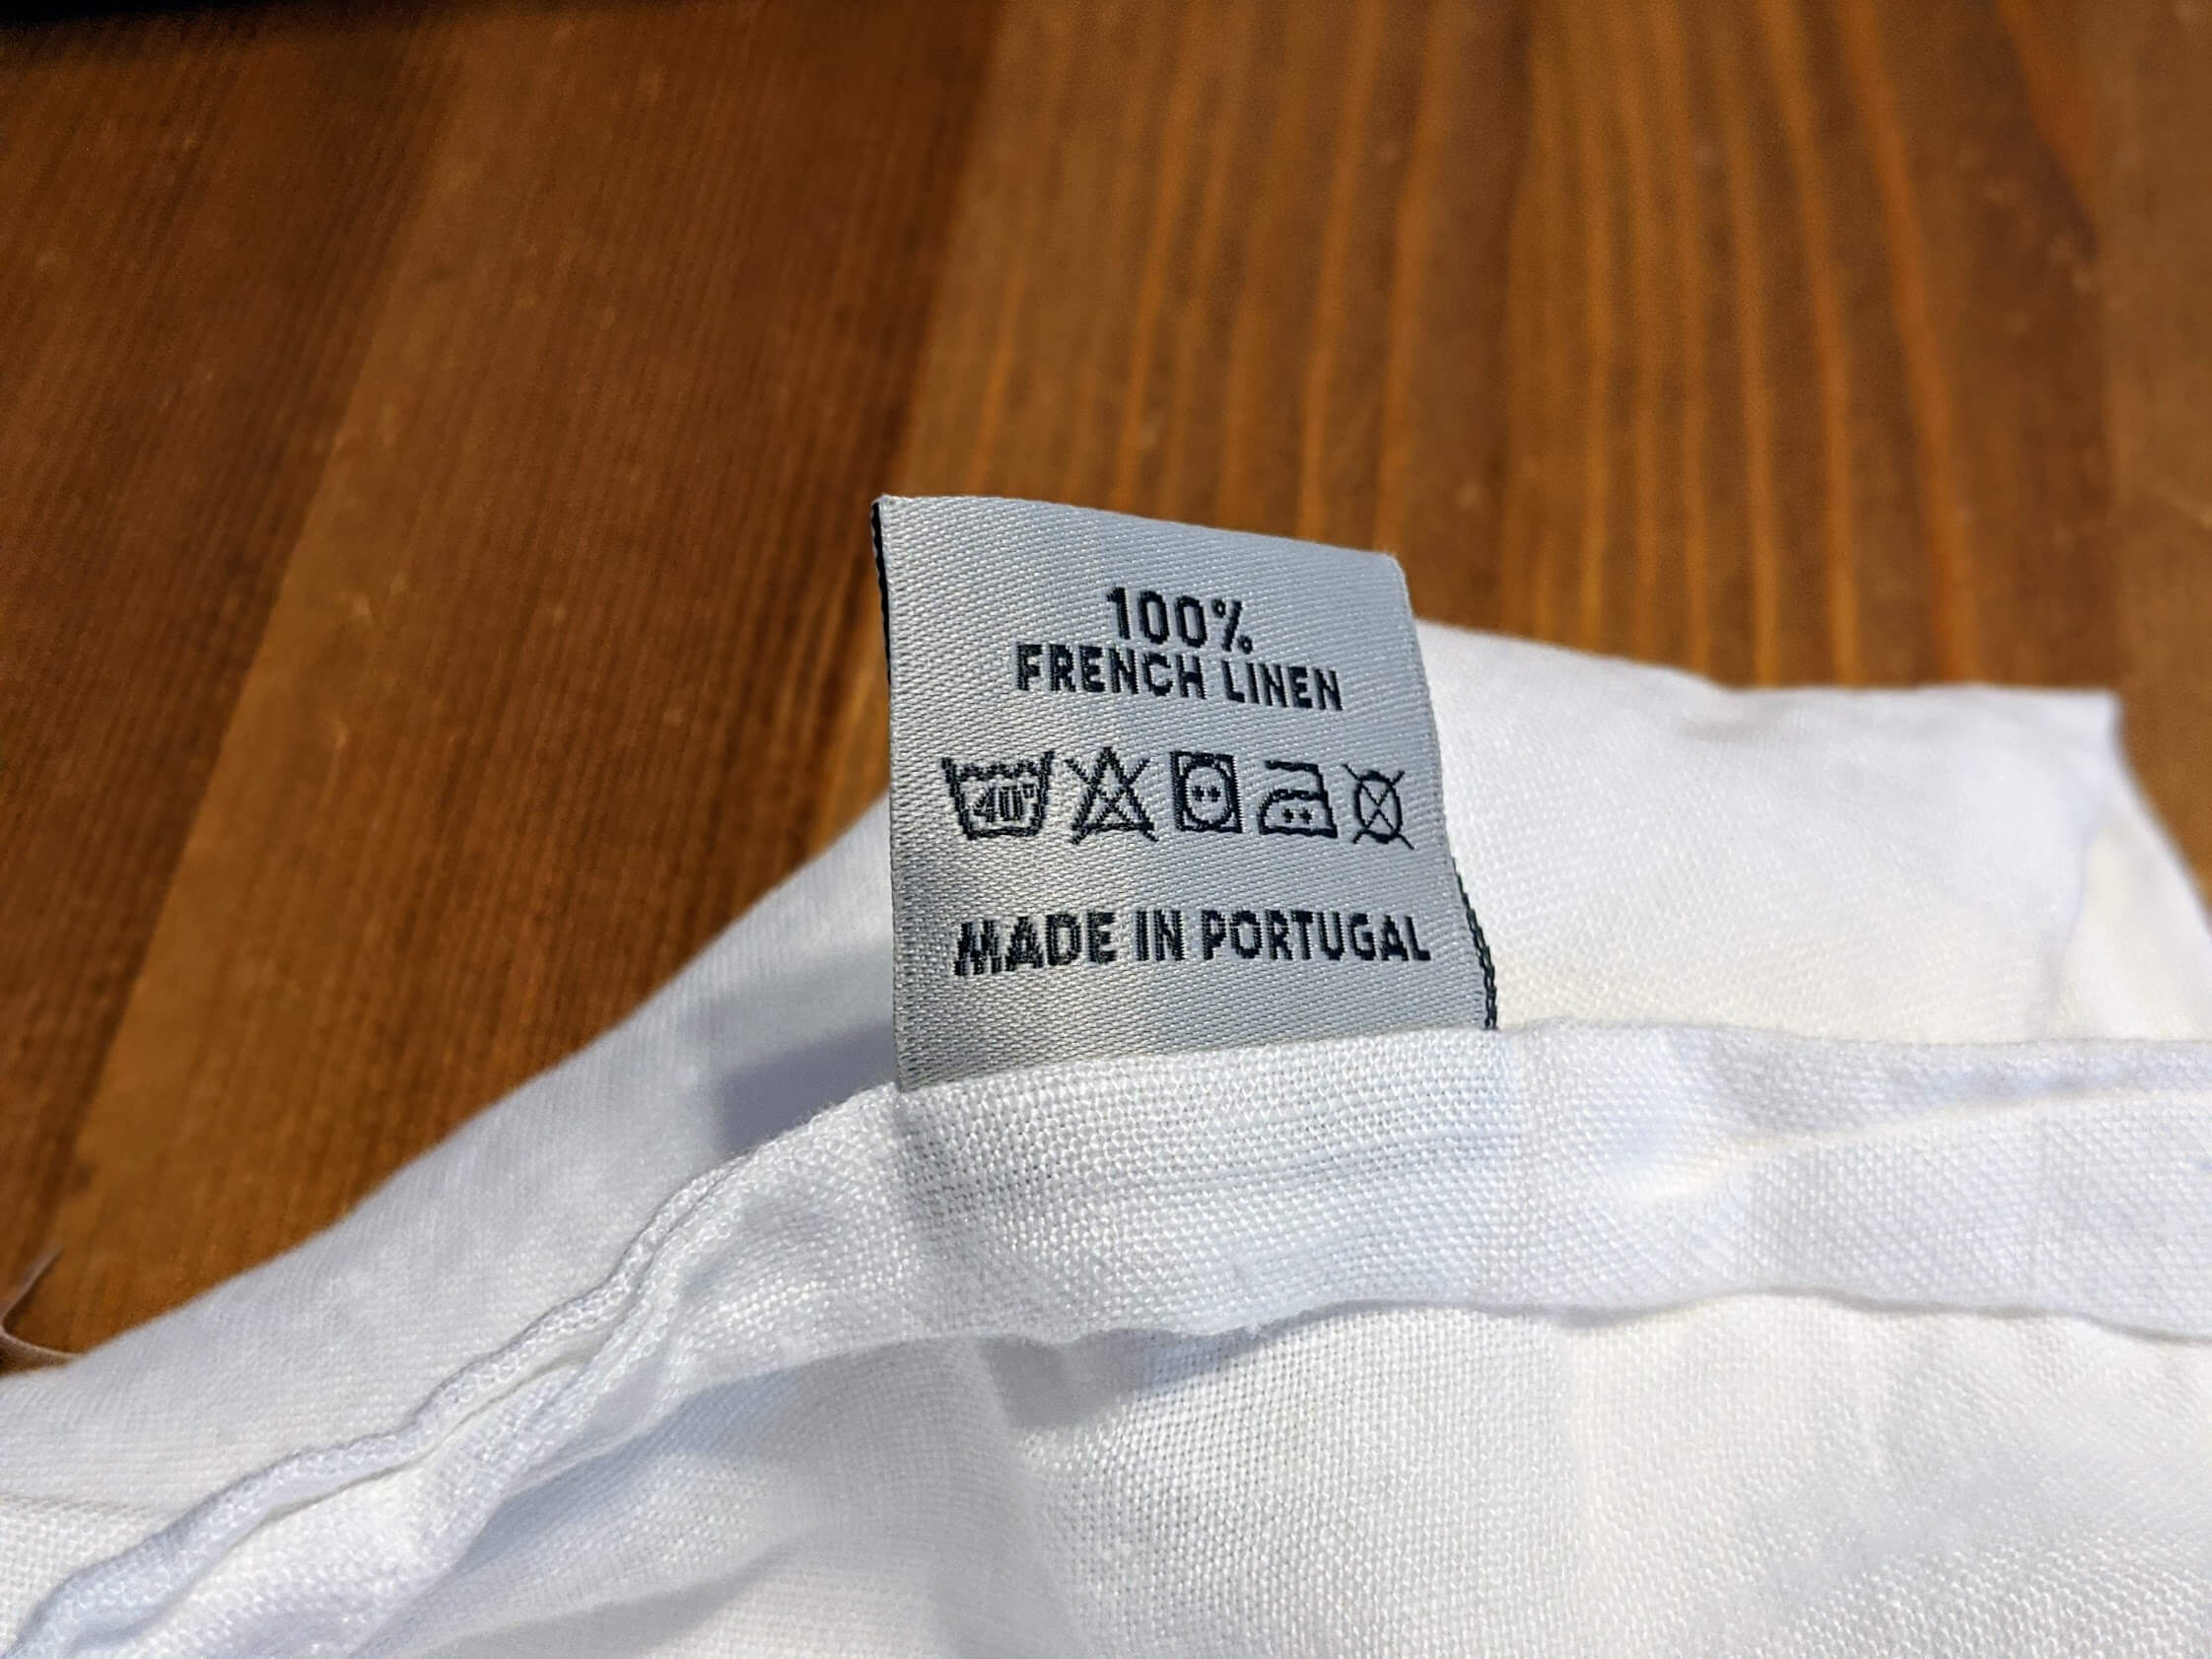 100%
FRENCH LINEN
40°
MADE IN PORTUGAL